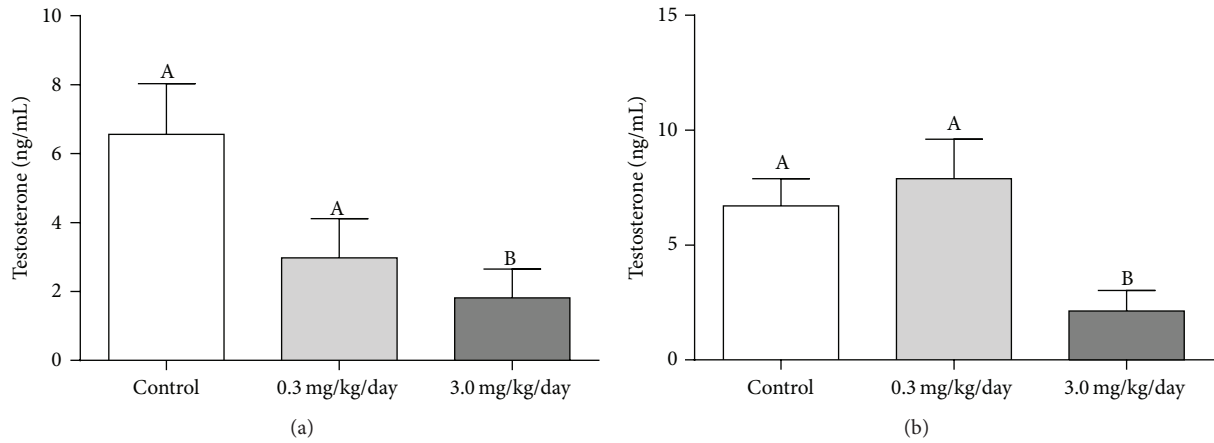 10
8
6
4
2
0
Testosterone (ng/mL)
A
A
B
Control
0.3 mg/kg/day
3.0 mg/kg/day
(a)
15
10
5
0
Testosterone (ng/mL)
A
A
B
Control
0.3 mg/kg/day
3.0 mg/kg/day
(b)